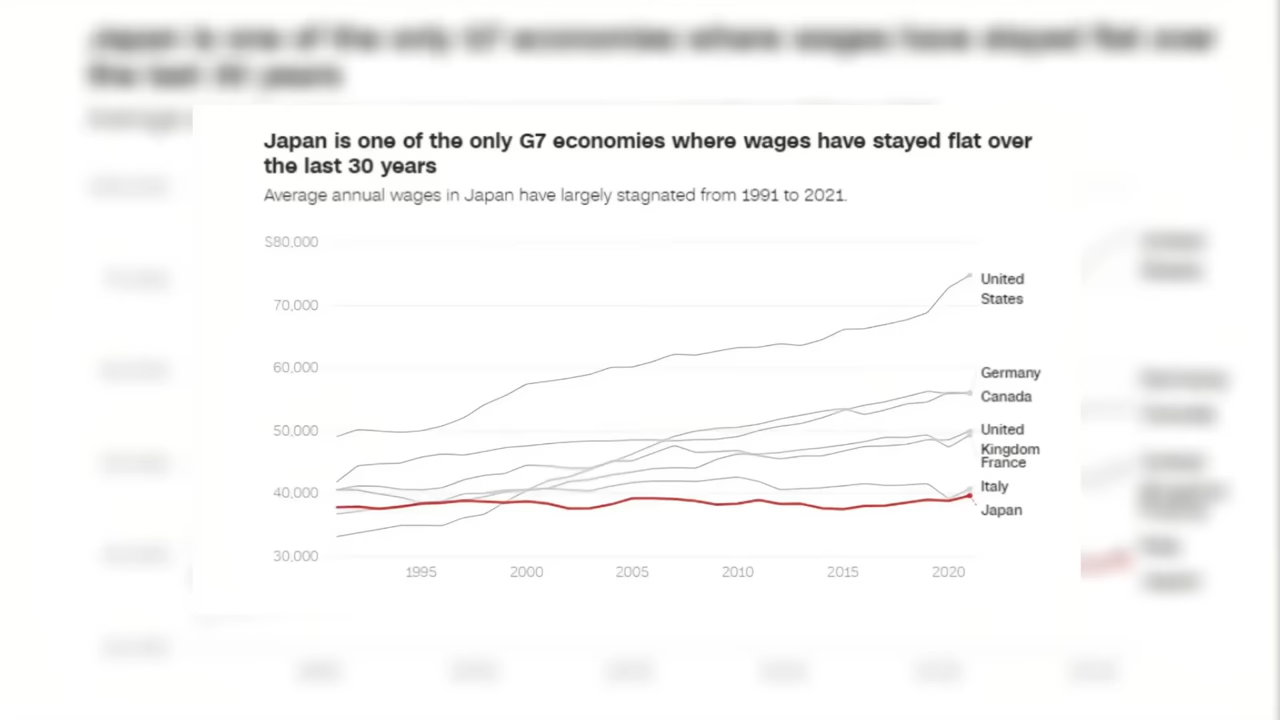 Japan is one of the only G7 economies where wages have stayed flat over
the last 30 years
Average annual wages in Japan have largely stagnated from 1991 to 2021.
$80,000
70,000
60,000
50,000
40,000
30,000
United
States
Germany
Canada
United
Kingdom
France
Italy
Japan
1995
2000
2005
2010
2015
2020